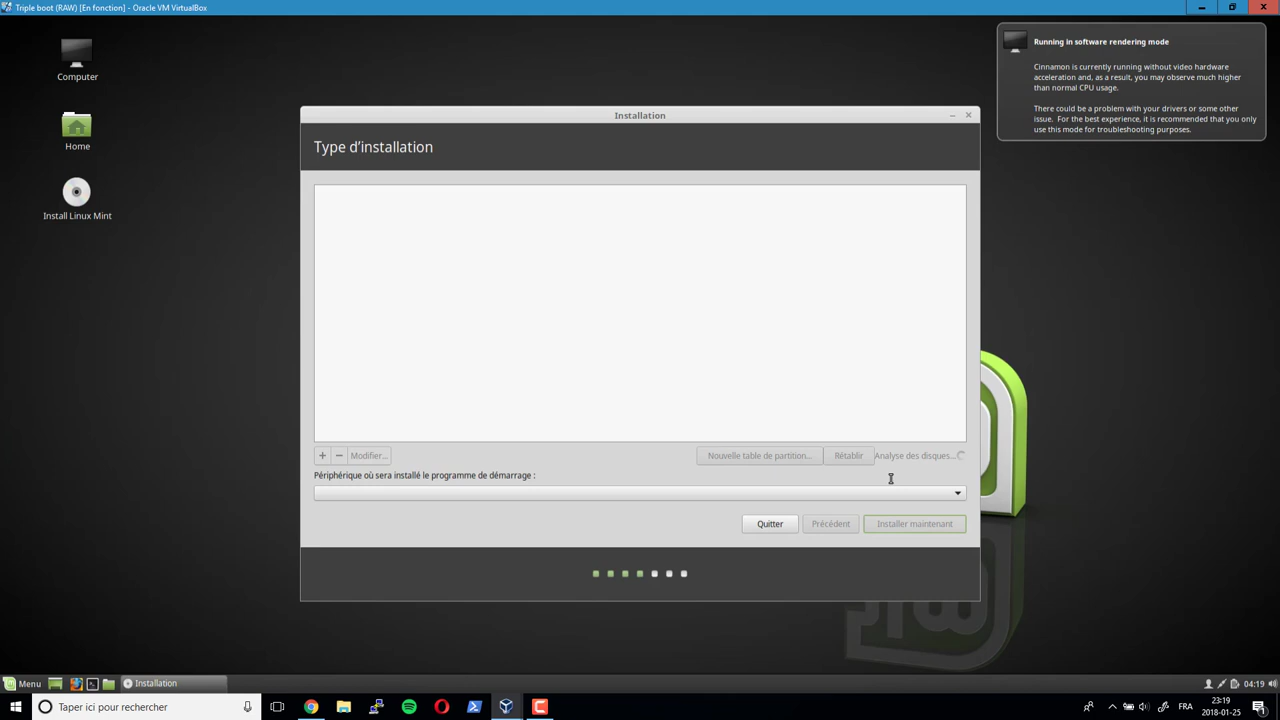 Triple boot (RAW) [En fonction] - Oracle VM VirtualBox
Computer
Home
Install Linux Mint
Running in software rendering mode
Cinnamon is currently running without video hardware
acceleration and, as a result, you may observe much higher
than normal CPU usage.
There could be a problem with your drivers or some other
issue. For the best experience, it is recommended that you only
use this mode for troubleshooting purposes.
Installation
Type d’installation
+ − Modifier...
Nouvelle table de partition... Rétablir Analyse des disques...
Périphérique où sera installé le programme de démarrage :
Quitter Précédent Installer maintenant
Menu Installation 04:19
Taper ici pour rechercher
FRA
23:19
2018-01-25
1